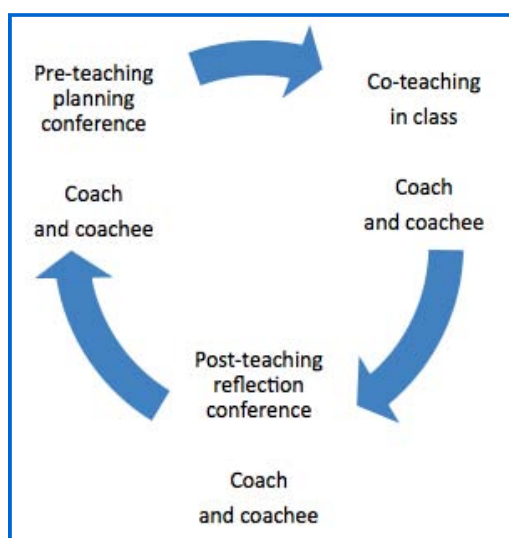 Pre-teaching
planning
conference
Coach
and coachee
Co-teaching
in class
Coach
and coachee
Post-teaching
reflection
conference
Coach
and coachee